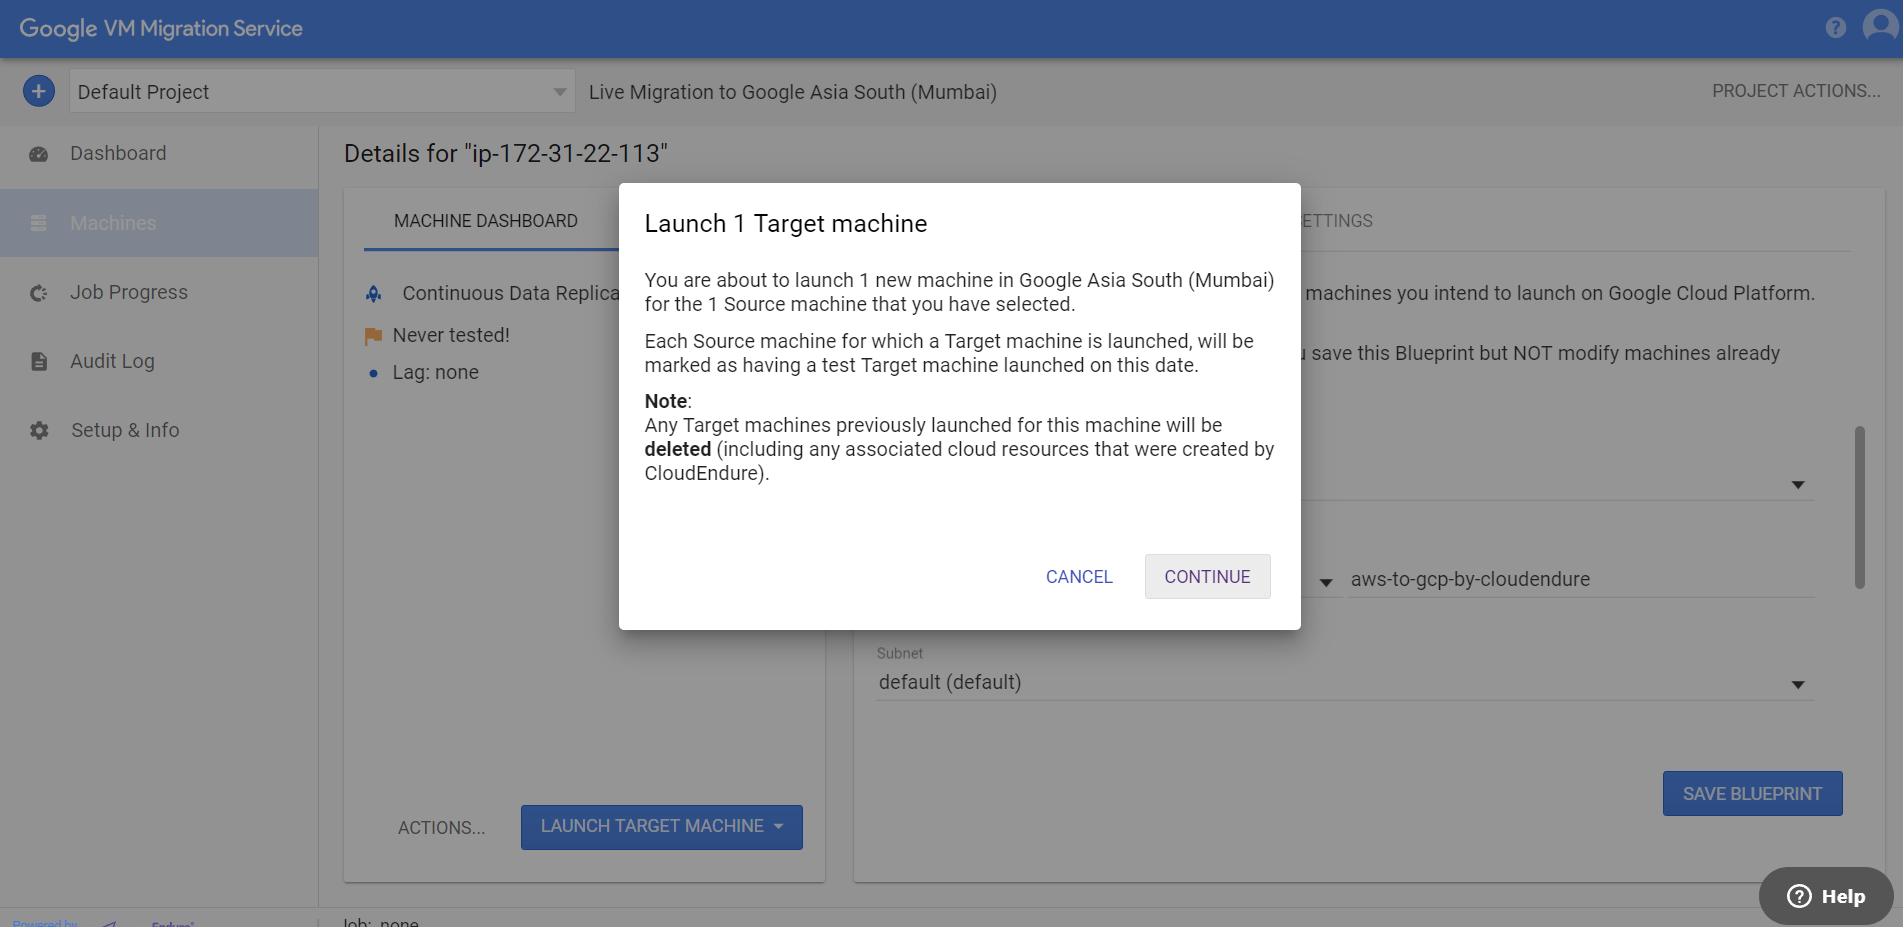 Google VM Migration Service
Default Project
Live Migration to Google Asia South (Mumbai)
PROJECT ACTIONS...
Dashboard
Machines
Job Progress
Audit Log
Setup & Info
Details for "ip-172-31-22-113"
MACHINE DASHBOARD
Continuous Data Replica
Never tested!
Lag: none
ACTIONS...
LAUNCH TARGET MACHINE
Launch 1 Target machine
You are about to launch 1 new machine in Google Asia South (Mumbai)
for the 1 Source machine that you have selected.
Each Source machine for which a Target machine is launched, will be
marked as having a test Target machine launched on this date.
Note:
Any Target machines previously launched for this machine will be
deleted (including any associated cloud resources that were created by
CloudEndure).
CANCEL
CONTINUE
ETTINGS
machines you intend to launch on Google Cloud Platform.
save this Blueprint but NOT modify machines already
aws-to-gcp-by-cloudendure
Subnet
default (default)
SAVE BLUEPRINT
Help
Powered by
Endure
Job: none